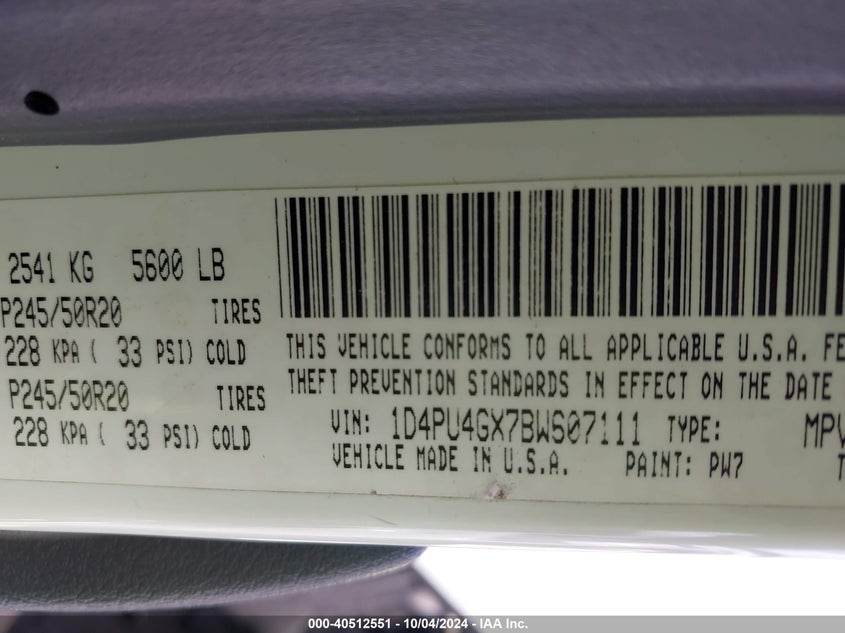 2541 KG 5600 LB
P245/50R20 TIRES
228 KPA ( 33 PSI) COLD
P245/50R20 TIRES
228 KPA ( 33 PSI) COLD
THIS VEHICLE CONFORMS TO ALL APPLICABLE U.S.A. FE
THEFT PREVENTION STANDARDS IN EFFECT ON THE DATE
VIN: 1D4PU4GX7BW607111 TYPE: MPV
VEHICLE MADE IN U.S.A. PAINT: PW7 T
000-40512551 | 10/04/2024 - IAA Inc.